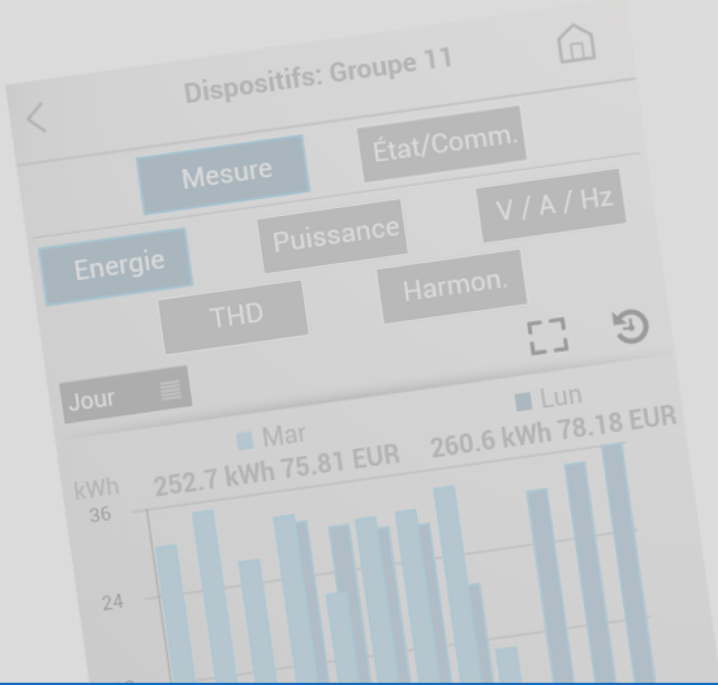 Dispositifs: Groupe 11
Mesure État/Comm.
Energie Puissance V / A / Hz
THD Harmon.
Jour
Mar Lun
kWh 252.7 kWh 75.81 EUR 260.6 kWh 78.18 EUR
36
24